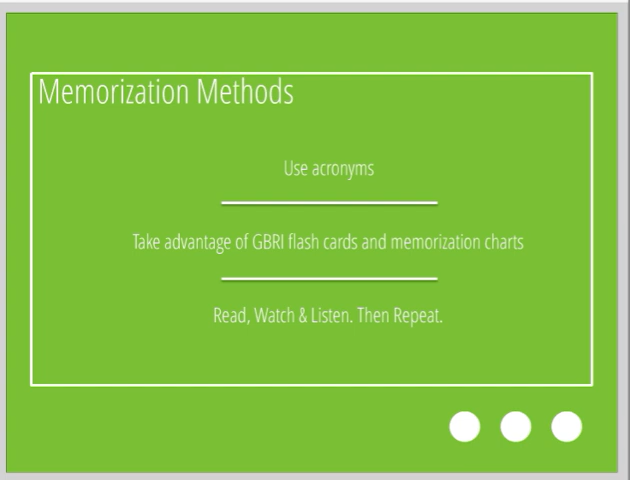 Memorization Methods
Use acronyms
Take advantage of GBRI flash cards and memorization charts
Read, Watch & Listen. Then Repeat.